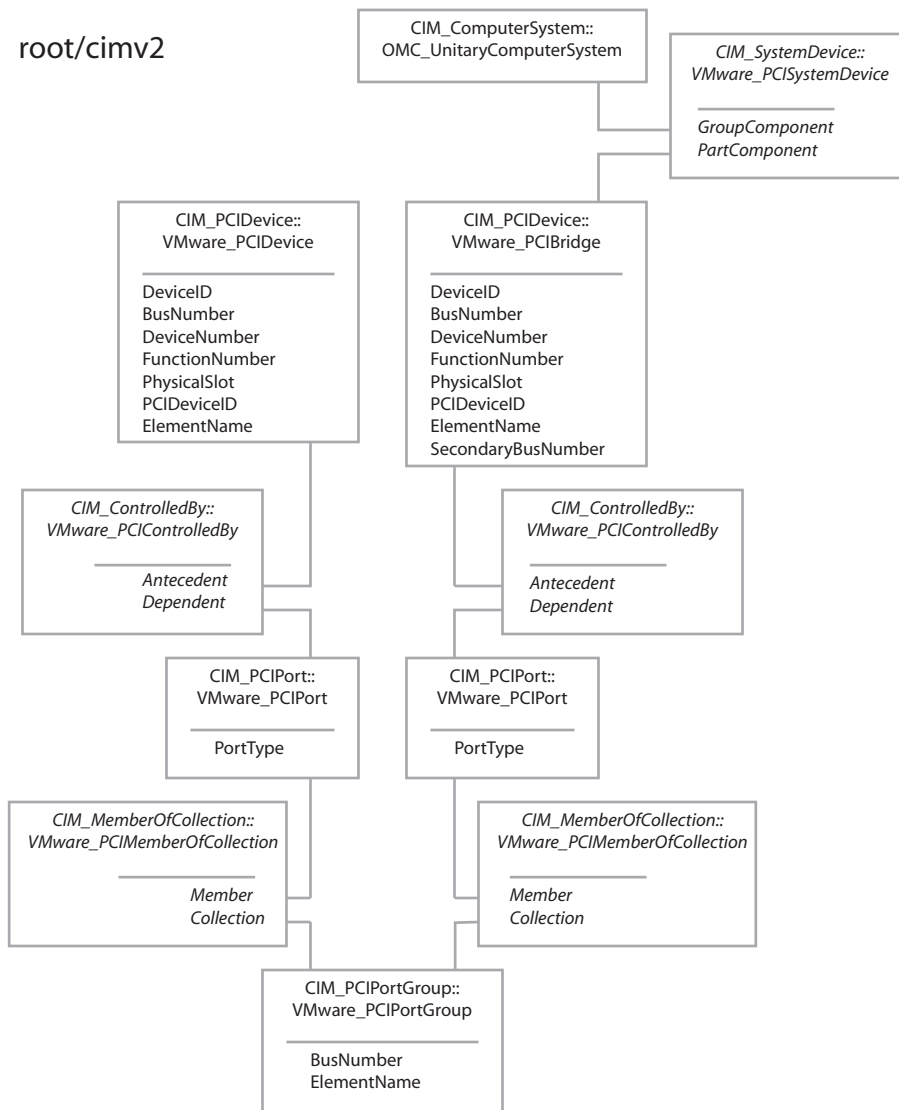 root/cimv2
CIM_ComputerSystem::
OMC_UnitaryComputerSystem
CIM_SystemDevice::
VMware_PCISystemDevice
GroupComponent
PartComponent
CIM_PCIDevice::
VMware_PCIDevice
DeviceID
BusNumber
DeviceNumber
FunctionNumber
PhysicalSlot
PCIDeviceID
ElementName
CIM_PCIDevice::
VMware_PCIBridge
DeviceID
BusNumber
DeviceNumber
FunctionNumber
PhysicalSlot
PCIDeviceID
ElementName
SecondaryBusNumber
CIM_ControlledBy::
VMware_PCIControlledBy
Antecedent
Dependent
CIM_ControlledBy::
VMware_PCIControlledBy
Antecedent
Dependent
CIM_PCIPort::
VMware_PCIPort
PortType
CIM_PCIPort::
VMware_PCIPort
PortType
CIM_MemberOfCollection::
VMware_PCIMemberOfCollection
Member
Collection
CIM_MemberOfCollection::
VMware_PCIMemberOfCollection
Member
Collection
CIM_PCIPortGroup::
VMware_PCIPortGroup
BusNumber
ElementName